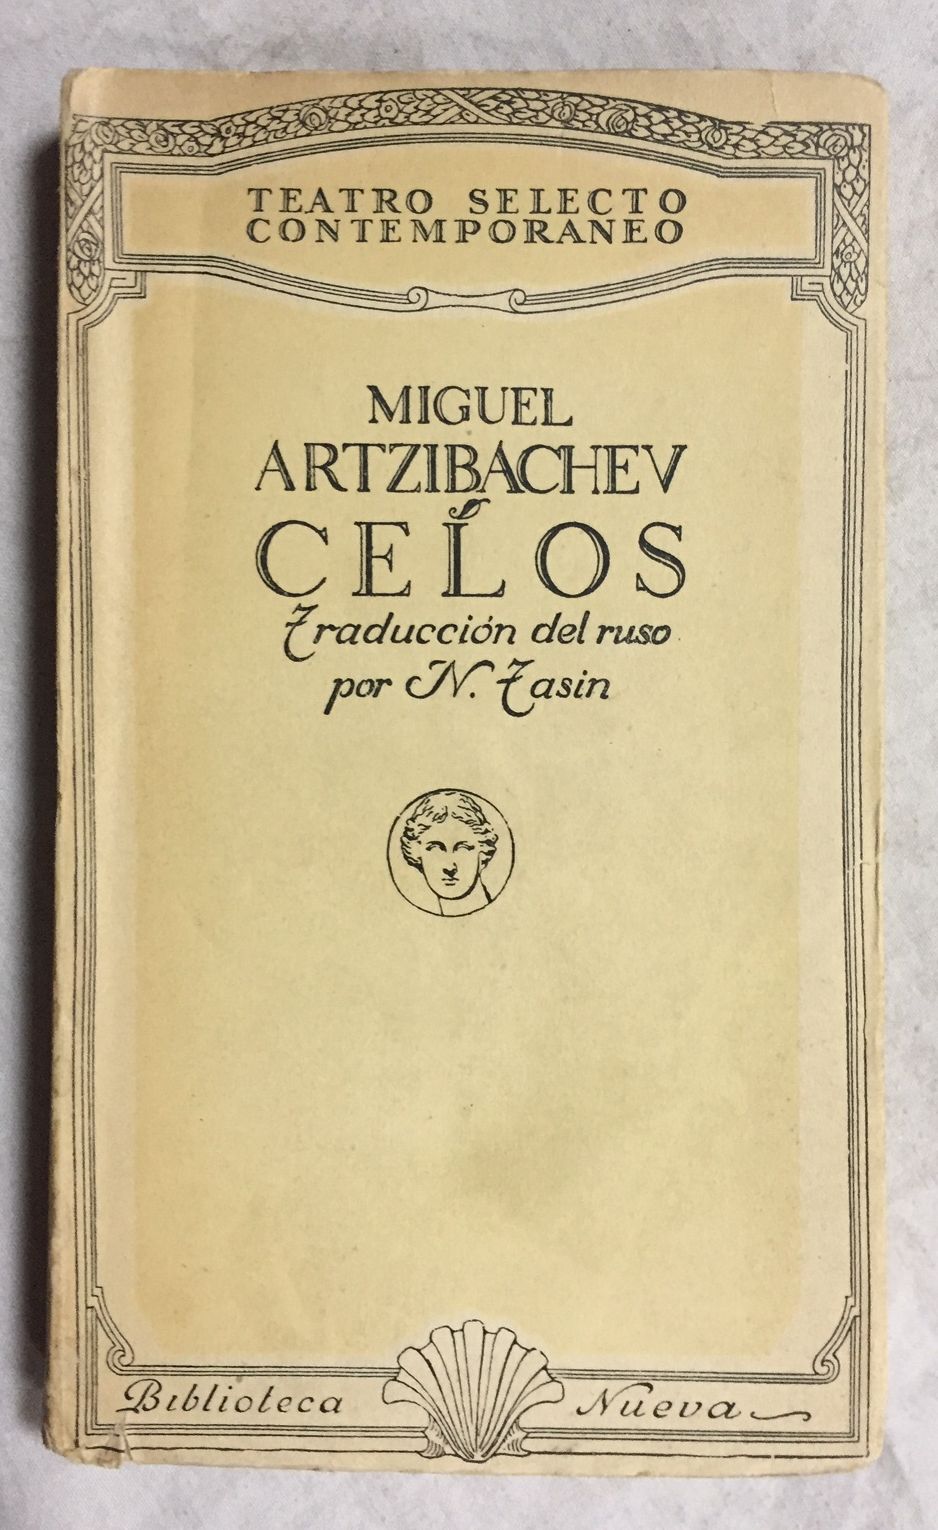 TEATRO SELECTO
CONTEMPORANEO
MIGUEL
ARTZIBACHEV
CELOS
Traducción del ruso
por N. Tasin
Biblioteca Nueva